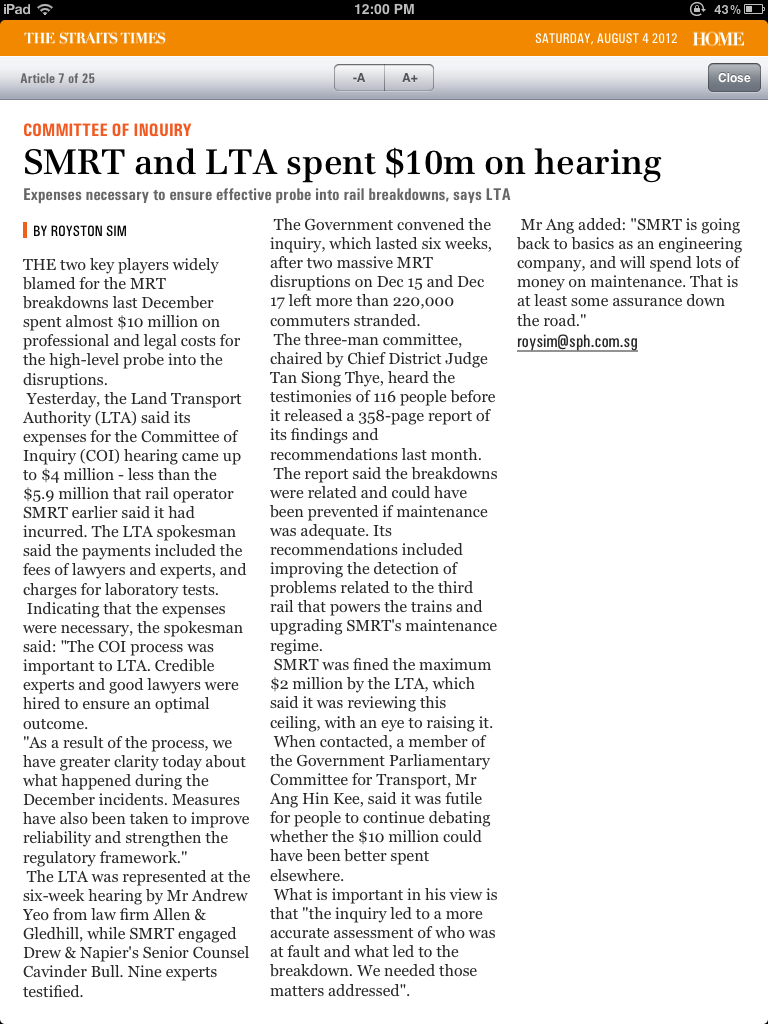 iPad
12:00 PM
43%
THE STRAITS TIMES
SATURDAY, AUGUST 4 2012 HOME
Article 7 of 25
-A
A+
Close
COMMITTEE OF INQUIRY
SMRT and LTA spent $10m on hearing
Expenses necessary to ensure effective probe into rail breakdowns, says LTA
BY ROYSTON SIM
THE two key players widely
blamed for the MRT
breakdowns last December
spent almost $10 million on
professional and legal costs for
the high-level probe into the
disruptions.
Yesterday, the Land Transport
Authority (LTA) said its
expenses for the Committee of
Inquiry (COI) hearing came up
to $4 million - less than the
$5.9 million that rail operator
SMRT earlier said it had
incurred. The LTA spokesman
said the payments included the
fees of lawyers and experts, and
charges for laboratory tests.
Indicating that the expenses
were necessary, the spokesman
said: "The COI process was
important to LTA. Credible
experts and good lawyers were
hired to ensure an optimal
outcome.
"As a result of the process, we
have greater clarity today about
what happened during the
December incidents. Measures
have also been taken to improve
reliability and strengthen the
regulatory framework."
The LTA was represented at the
six-week hearing by Mr Andrew
Yeo from law firm Allen &
Gledhill, while SMRT engaged
Drew & Napier's Senior Counsel
Cavinder Bull. Nine experts
testified.
The Government convened the
inquiry, which lasted six weeks,
after two massive MRT
disruptions on Dec 15 and Dec
17 left more than 220,000
commuters stranded.
The three-man committee,
chaired by Chief District Judge
Tan Siong Thye, heard the
testimonies of 116 people before
it released a 358-page report of
its findings and
recommendations last month.
The report said the breakdowns
were related and could have
been prevented if maintenance
was adequate. Its
recommendations included
improving the detection of
problems related to the third
rail that powers the trains and
upgrading SMRT's maintenance
regime.
SMRT was fined the maximum
$2 million by the LTA, which
said it was reviewing this
ceiling, with an eye to raising it.
When contacted, a member of
the Government Parliamentary
Committee for Transport, Mr
Ang Hin Kee, said it was futile
for people to continue debating
whether the $10 million could
have been better spent
elsewhere.
What is important in his view is
that "the inquiry led to a more
accurate assessment of who was
at fault and what led to the
breakdown. We needed those
matters addressed".
Mr Ang added: "SMRT is going
back to basics as an engineering
company, and will spend lots of
money on maintenance. That is
at least some assurance down
the road."
roysim@sph.com.sg